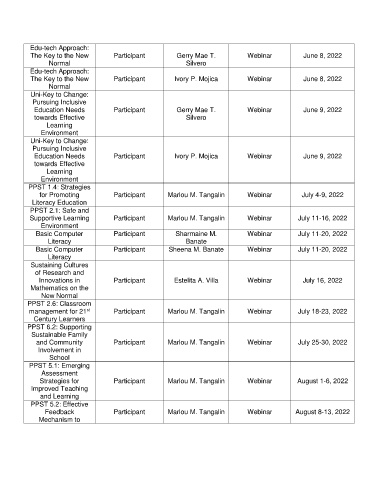 Edu-tech Approach:
The Key to the New
Normal
Participant
Gerry Mae T.
Silvero
Webinar
June 8, 2022
Edu-tech Approach:
The Key to the New
Normal
Participant
Ivory P. Mojica
Webinar
June 8, 2022
Uni-Key to Change:
Pursuing Inclusive
Education Needs
towards Effective
Learning
Environment
Participant
Gerry Mae T.
Silvero
Webinar
June 9, 2022
Uni-Key to Change:
Pursuing Inclusive
Education Needs
towards Effective
Learning
Environment
Participant
Ivory P. Mojica
Webinar
June 9, 2022
PPST 1.4: Strategies
for Promoting
Literacy Education
Participant
Marlou M. Tangalin
Webinar
July 4-9, 2022
PPST 2.1: Safe and
Supportive Learning
Environment
Participant
Marlou M. Tangalin
Webinar
July 11-16, 2022
Basic Computer
Literacy
Participant
Sharmaine M.
Banate
Webinar
July 11-20, 2022
Basic Computer
Literacy
Participant
Sheena M. Banate
Webinar
July 11-20, 2022
Sustaining Cultures
of Research and
Innovations in
Mathematics on the
New Normal
Participant
Estelita A. Villa
Webinar
July 16, 2022
PPST 2.6: Classroom
management for 21st
Century Learners
Participant
Marlou M. Tangalin
Webinar
July 18-23, 2022
PPST 6.2: Supporting
Sustainable Family
and Community
Involvement in
School
Participant
Marlou M. Tangalin
Webinar
July 25-30, 2022
PPST 5.1: Emerging
Assessment
Strategies for
Improved Teaching
and Learning
Participant
Marlou M. Tangalin
Webinar
August 1-6, 2022
PPST 5.2: Effective
Feedback
Mechanism to
Participant
Marlou M. Tangalin
Webinar
August 8-13, 2022